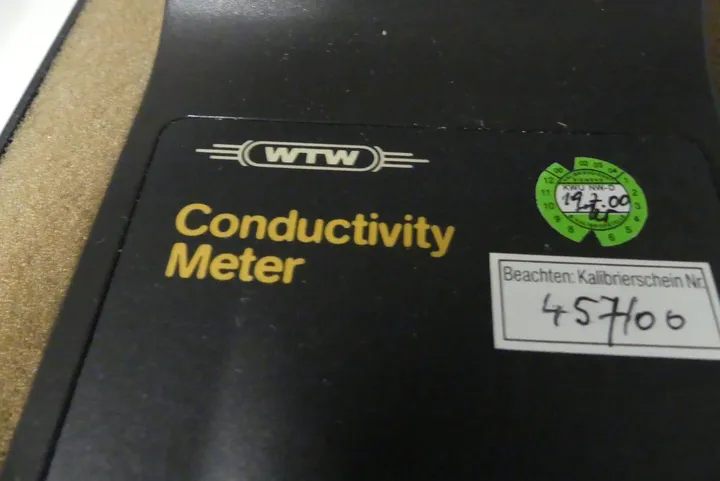 WTW
Conductivity
Meter
KWU NW-D
19.7.00
Beachten: Kalibrierschein Nr.
457/00